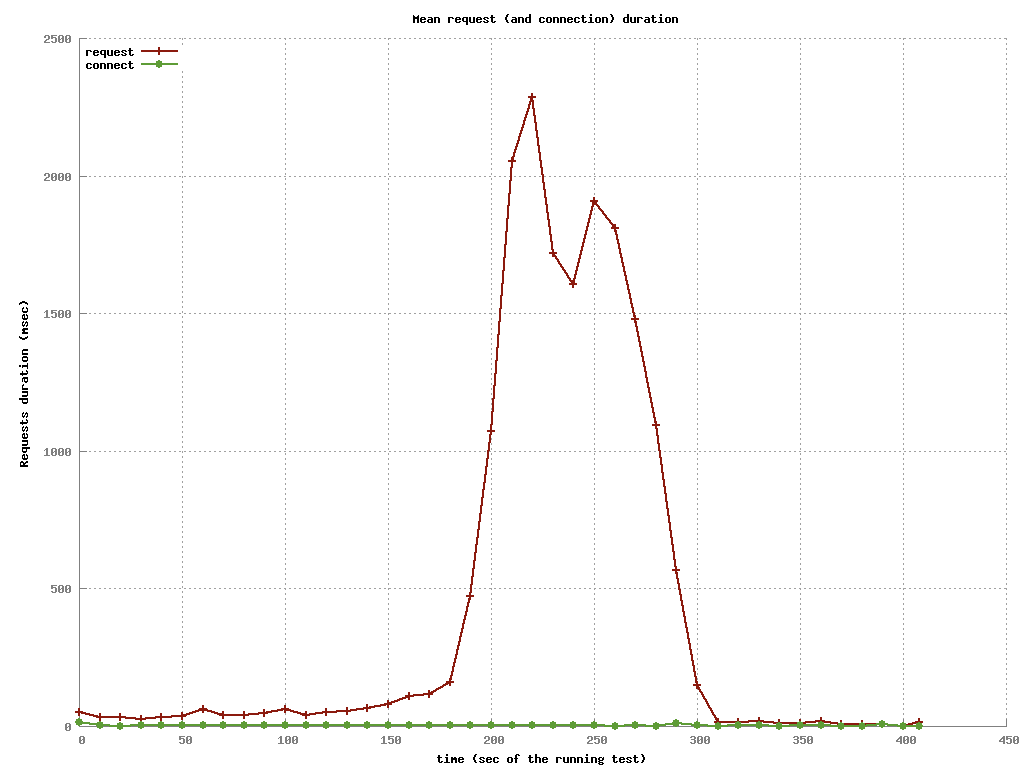 Mean request (and connection) duration
2500
request
connect
2000
1500
1000
500
0
Requests duration (msec)
0 50 100 150 200 250 300 350 400 450
time (sec of the running test)